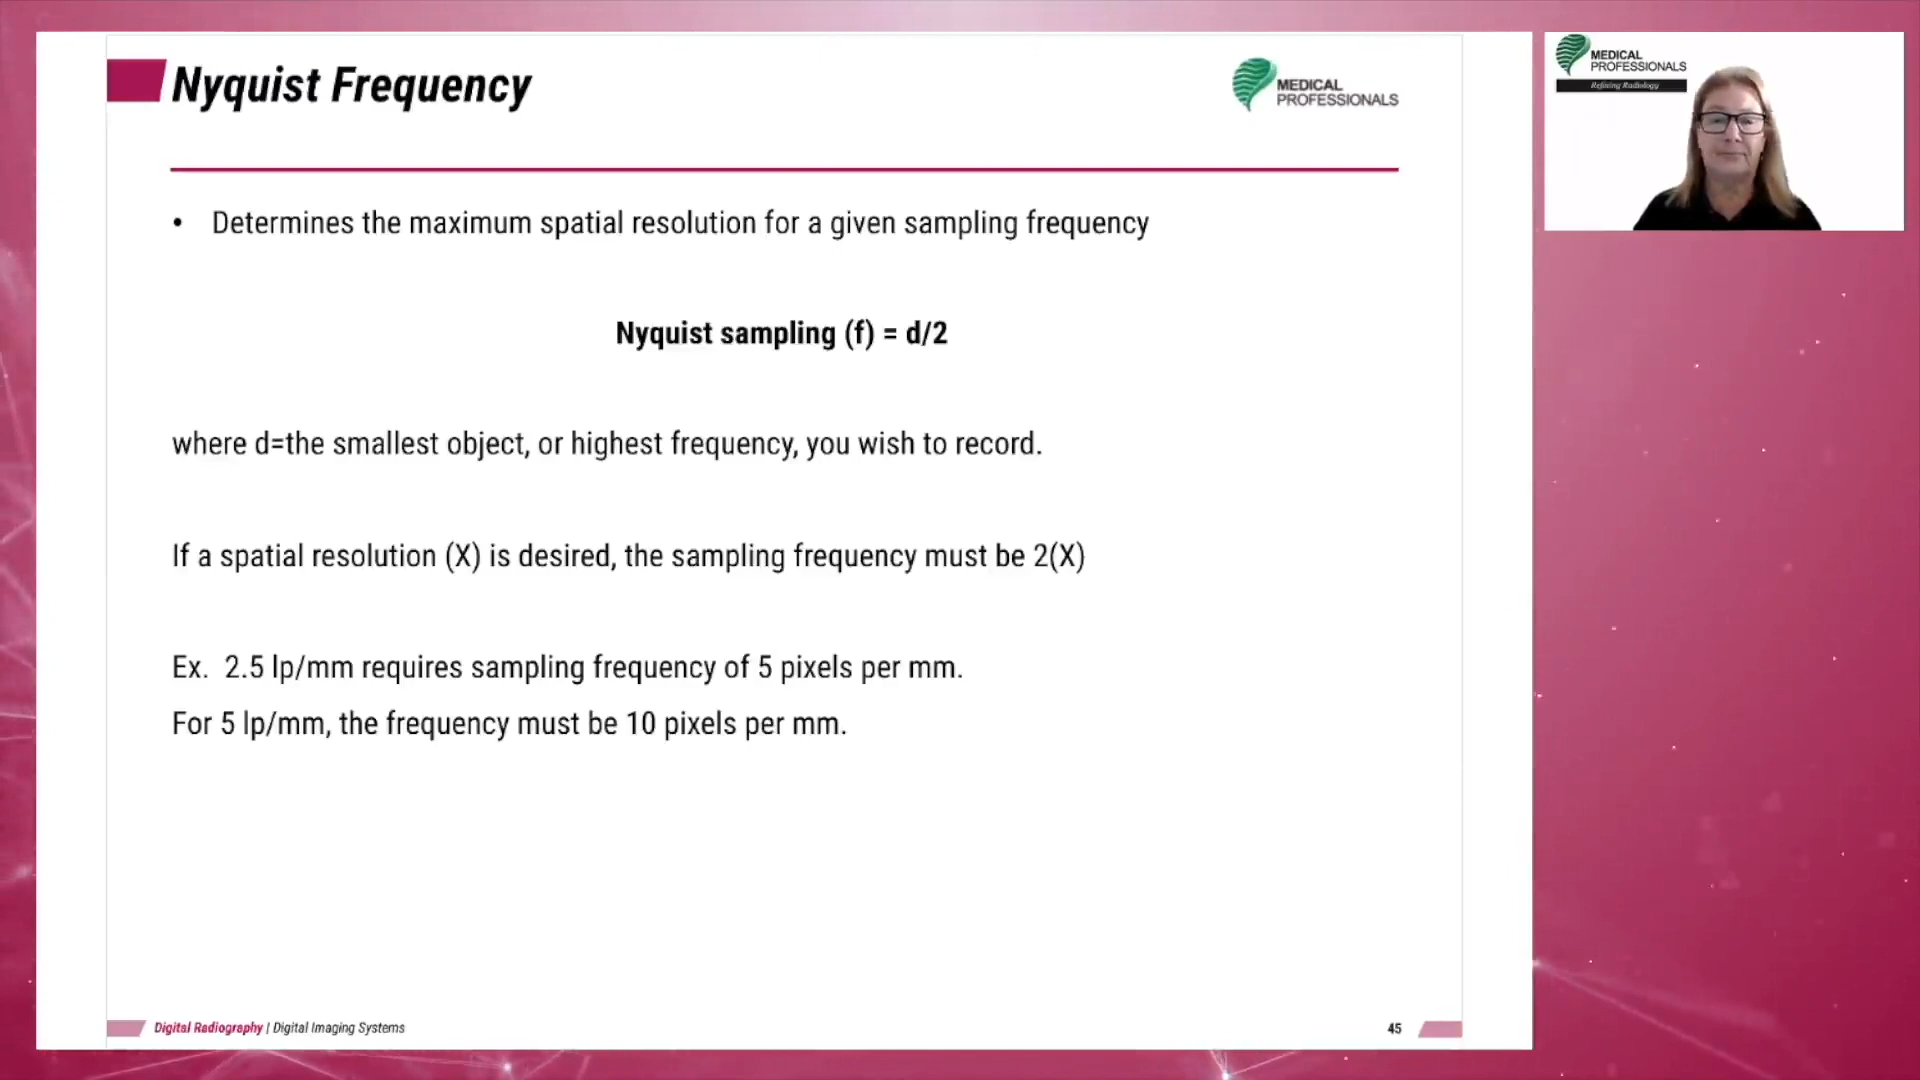 Nyquist Frequency
MEDICAL
PROFESSIONALS
• Determines the maximum spatial resolution for a given sampling frequency
Nyquist sampling (f) = d/2
where d=the smallest object, or highest frequency, you wish to record.
If a spatial resolution (X) is desired, the sampling frequency must be 2(X)
Ex. 2.5 lp/mm requires sampling frequency of 5 pixels per mm.
For 5 lp/mm, the frequency must be 10 pixels per mm.
Digital Radiography | Digital Imaging Systems
45
MEDICAL
PROFESSIONALS
Refining Radiology